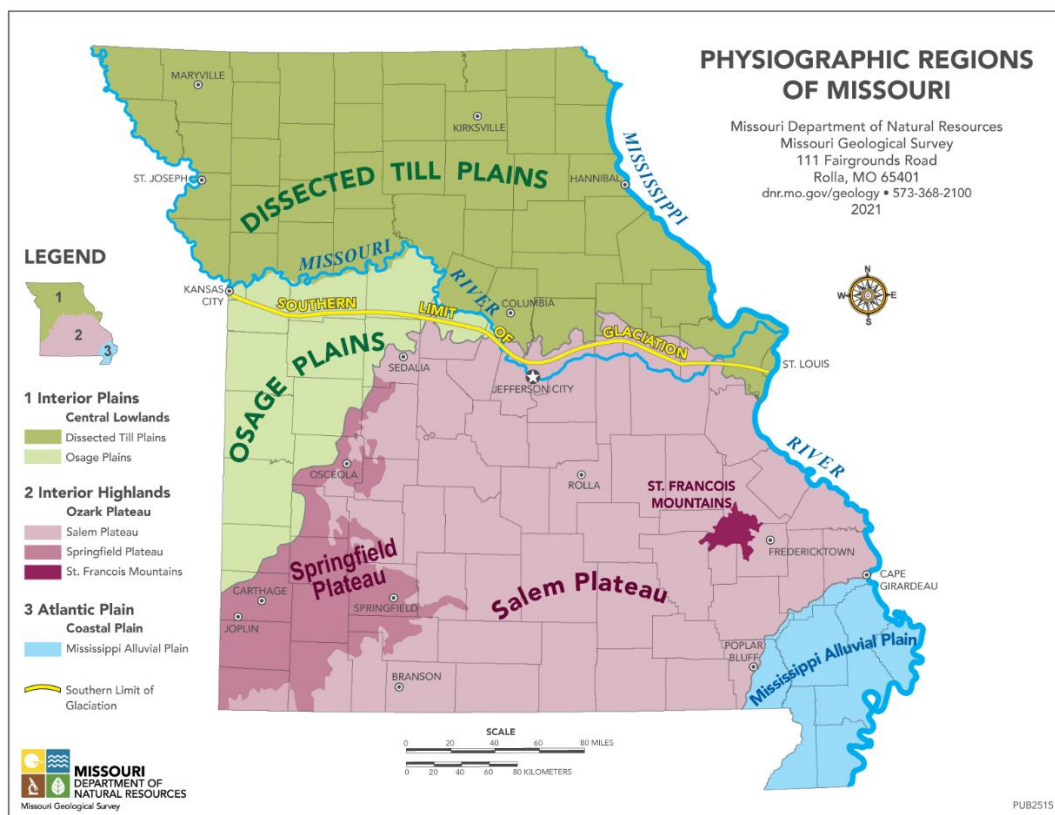 PHYSIOGRAPHIC REGIONS
OF MISSOURI
Missouri Department of Natural Resources
Missouri Geological Survey
111 Fairgrounds Road
Rolla, MO 65401
dnr.mo.gov/geology • 573-368-2100
2021
N
W E
S
MARYVILLE
KIRKSVILLE
ST. JOSEPH
HANNIBAL
DISSECTED TILL PLAINS
MISSISSIPPI
RIVER
MISSOURI
RIVER
KANSAS
CITY
COLUMBIA
SOUTHERN LIMIT OF GLACIATION
ST. LOUIS
OSAGE PLAINS
SEDALIA
JEFFERSON CITY
OSCEOLA
ROLLA
ST. FRANCOIS
MOUNTAINS
FREDERICKTOWN
CAPE
GIRARDEAU
Springfield
Plateau
Salem Plateau
CARTHAGE
JOPLIN
SPRINGFIELD
BRANSON
POPLAR
BLUFF
Mississippi Alluvial Plain
LEGEND
1
2
3
1 Interior Plains
Central Lowlands
Dissected Till Plains
Osage Plains
2 Interior Highlands
Ozark Plateau
Salem Plateau
Springfield Plateau
St. Francois Mountains
3 Atlantic Plain
Coastal Plain
Mississippi Alluvial Plain
Southern Limit of
Glaciation
SCALE
0 20 40 60 80 MILES
0 20 40 60 80 KILOMETERS
MISSOURI
DEPARTMENT OF
NATURAL RESOURCES
Missouri Geological Survey
PUB2515